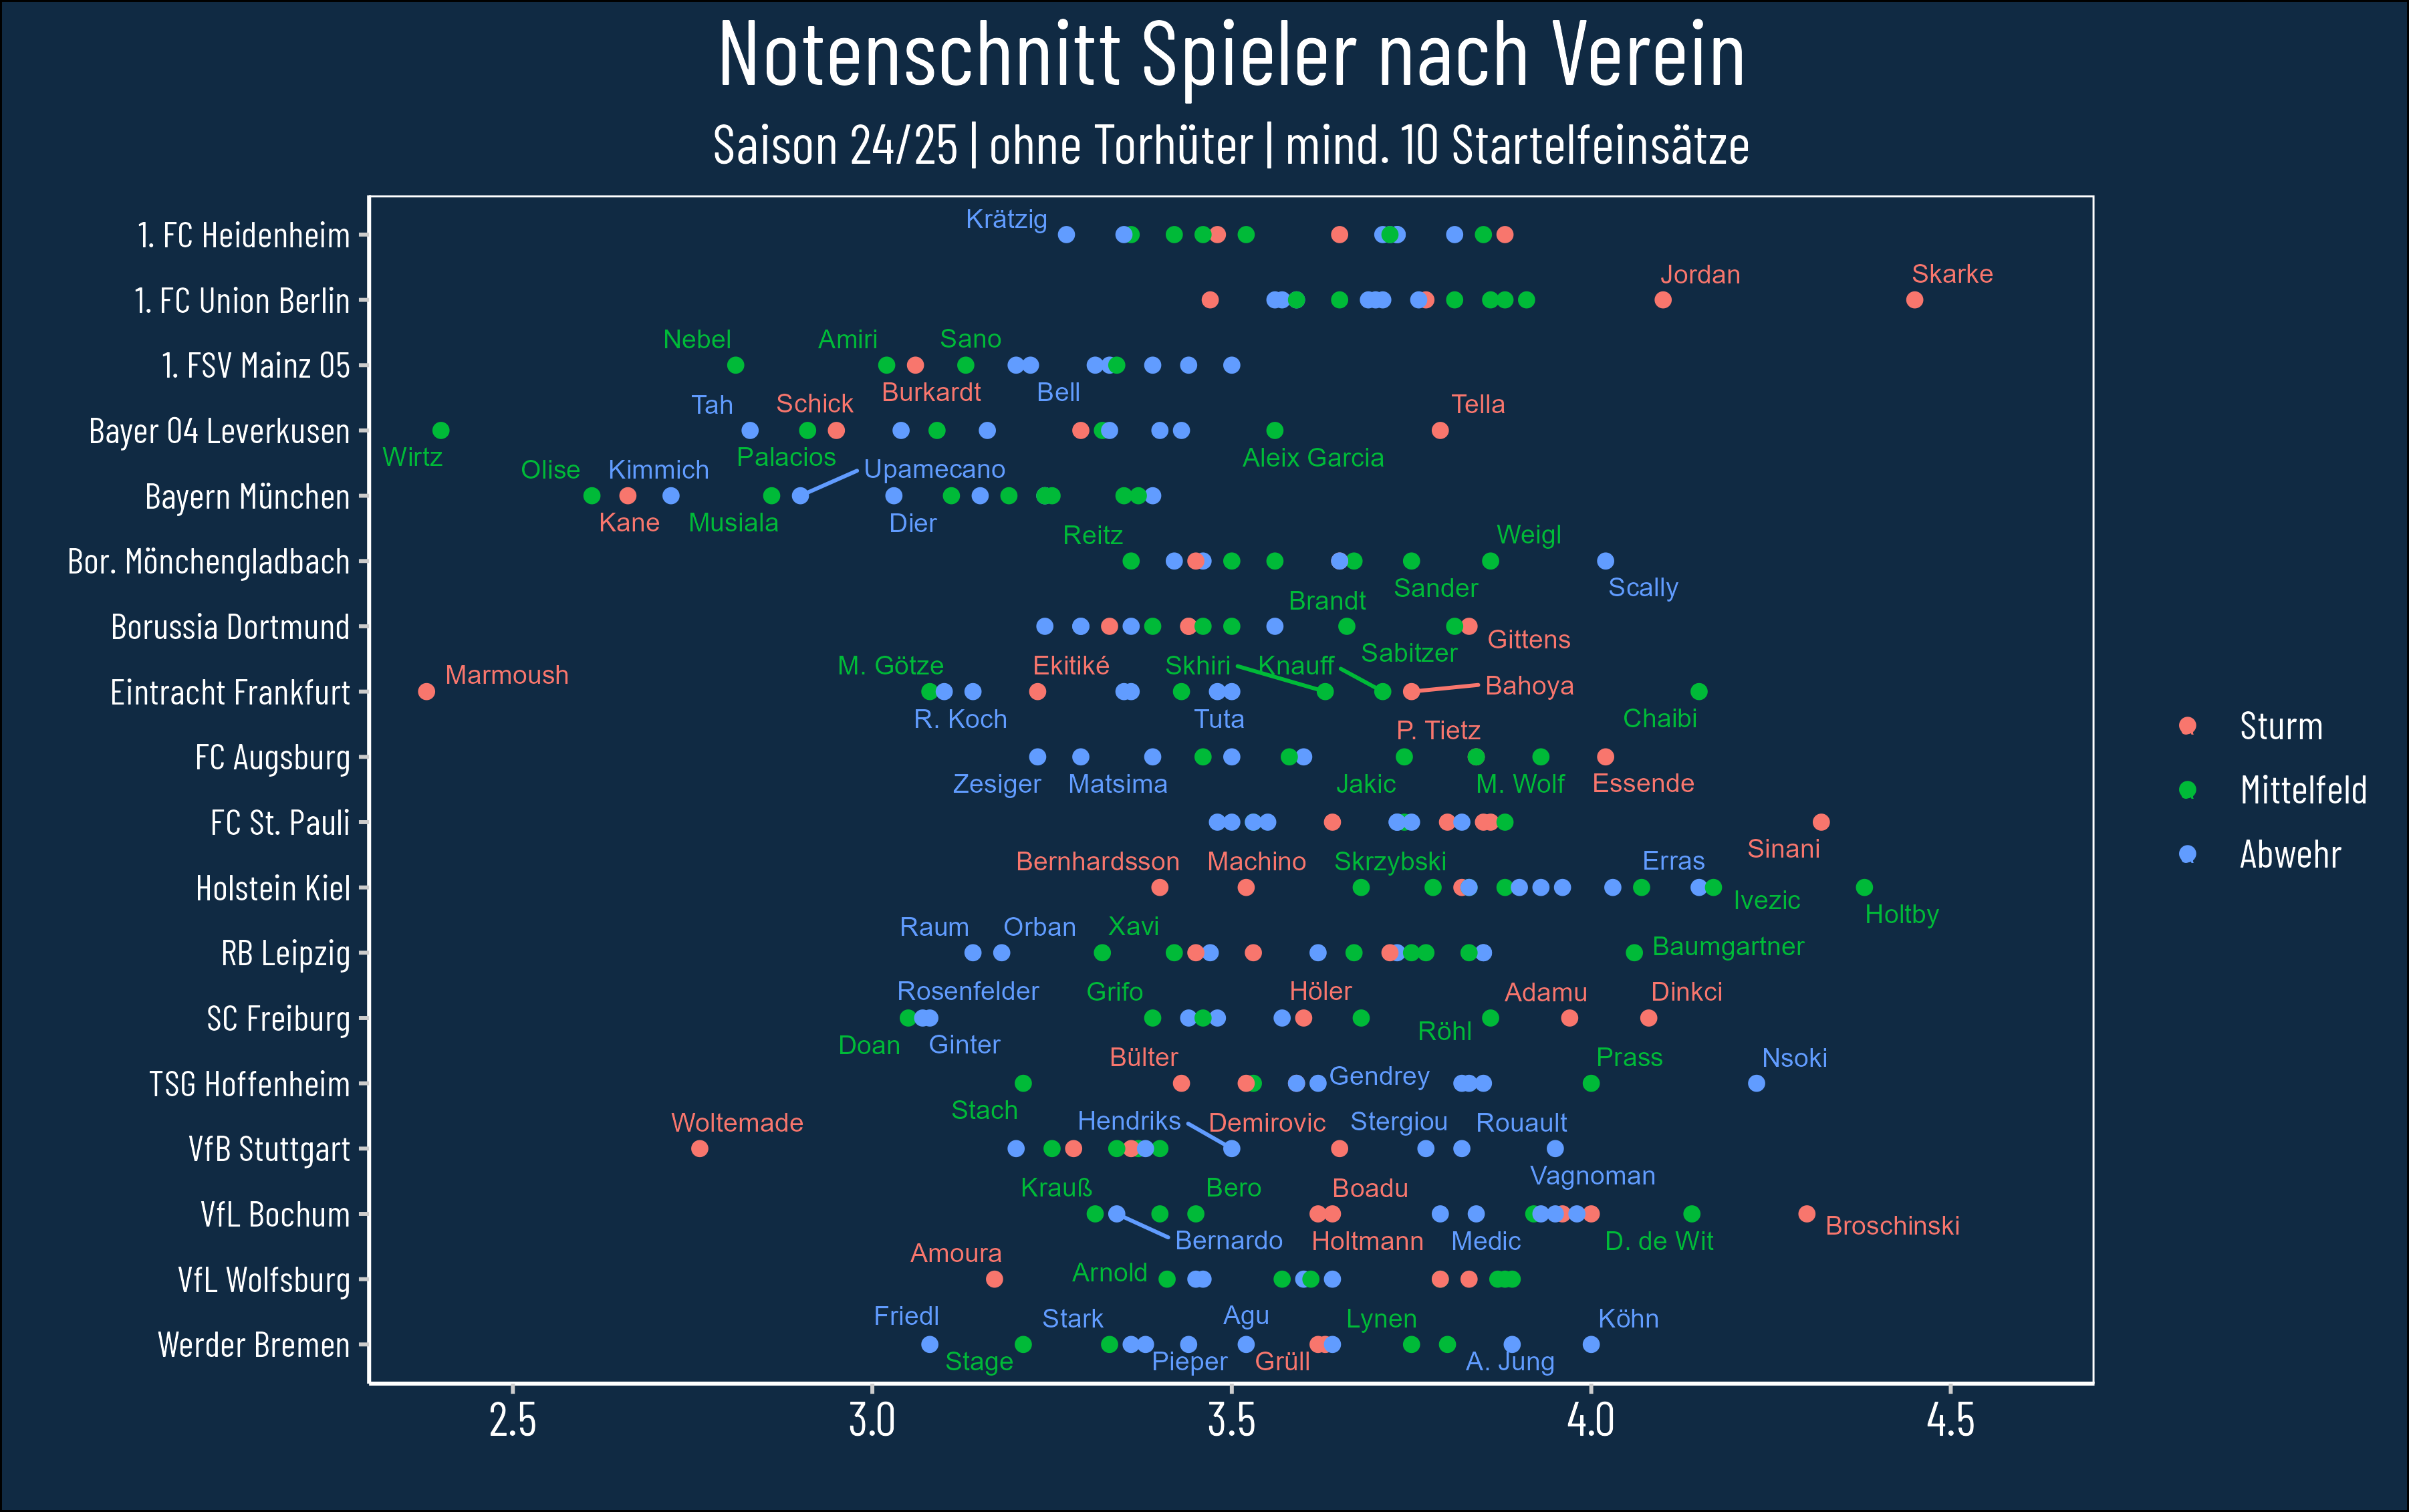 Notenschnitt Spieler nach Verein
Saison 24/25 | ohne Torhüter | mind. 10 Startelfeinsätze
1. FC Heidenheim
Krätzig
1. FC Union Berlin
Jordan
Skarke
1. FSV Mainz 05
Nebel
Amiri
Sano
Burkardt
Bell
Bayer 04 Leverkusen
Tah
Schick
Tella
Wirtz
Palacios
Aleix Garcia
Bayern München
Olise
Kimmich
Upamecano
Kane
Musiala
Dier
Bor. Mönchengladbach
Reitz
Weigl
Sander
Scally
Borussia Dortmund
Brandt
Sabitzer
Gittens
Eintracht Frankfurt
Marmoush
M. Götze
Ekitiké
Skhiri
Knauff
Bahoya
R. Koch
Tuta
Chaibi
FC Augsburg
P. Tietz
Zesiger
Matsima
Jakic
M. Wolf
Essende
FC St. Pauli
Sinani
Holstein Kiel
Bernhardsson
Machino
Skrzybski
Erras
Ivezic
Holtby
RB Leipzig
Raum
Orban
Xavi
Baumgartner
SC Freiburg
Rosenfelder
Grifo
Höler
Adamu
Dinkci
Doan
Ginter
Röhl
TSG Hoffenheim
Bülter
Gendrey
Prass
Nsoki
Stach
VfB Stuttgart
Woltemade
Hendriks
Demirovic
Stergiou
Rouault
Vagnoman
VfL Bochum
Krauß
Bero
Boadu
Bernardo
Holtmann
Medic
D. de Wit
Broschinski
VfL Wolfsburg
Amoura
Arnold
Werder Bremen
Friedl
Stark
Agu
Lynen
Köhn
Stage
Pieper
Grüll
A. Jung
2.5
3.0
3.5
4.0
4.5
Sturm
Mittelfeld
Abwehr